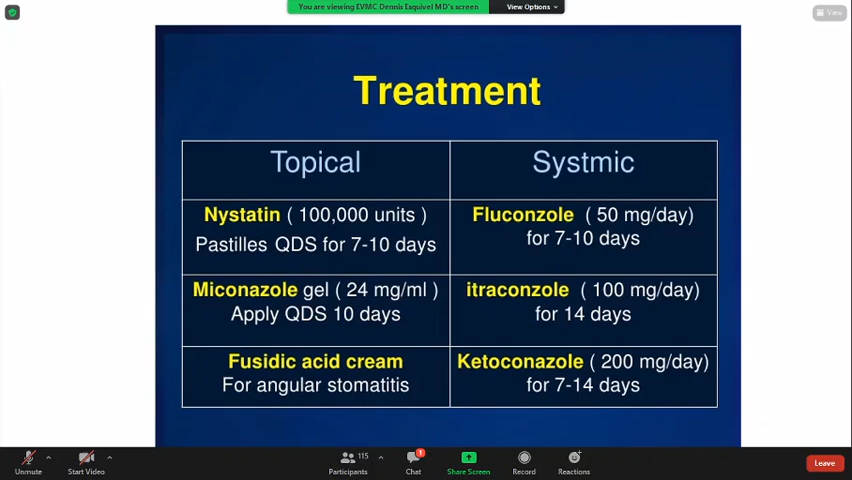 You are viewing EVMC Dennis Esquivel MD's screen
View Options
View
Treatment
Topical
Systmic
Nystatin ( 100,000 units )
Pastilles QDS for 7-10 days
Fluconzole ( 50 mg/day)
for 7-10 days
Miconazole gel ( 24 mg/ml )
Apply QDS 10 days
itraconzole ( 100 mg/day)
for 14 days
Fusidic acid cream
For angular stomatitis
Ketoconazole ( 200 mg/day)
for 7-14 days
Unmute
Start Video
115
Participants
1
Chat
Share Screen
Record
Reactions
Leave